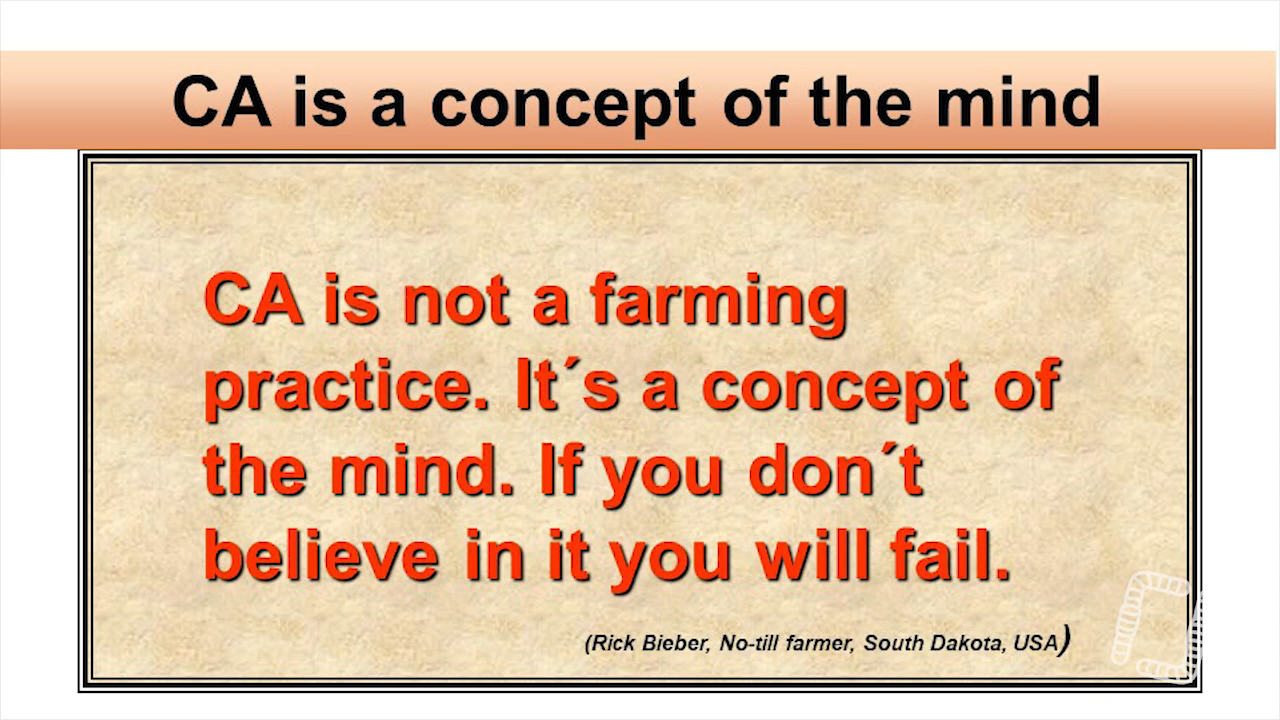 CA is a concept of the mind
CA is not a farming
practice. It´s a concept of
the mind. If you don´t
believe in it you will fail.
(Rick Bieber, No-till farmer, South Dakota, USA)